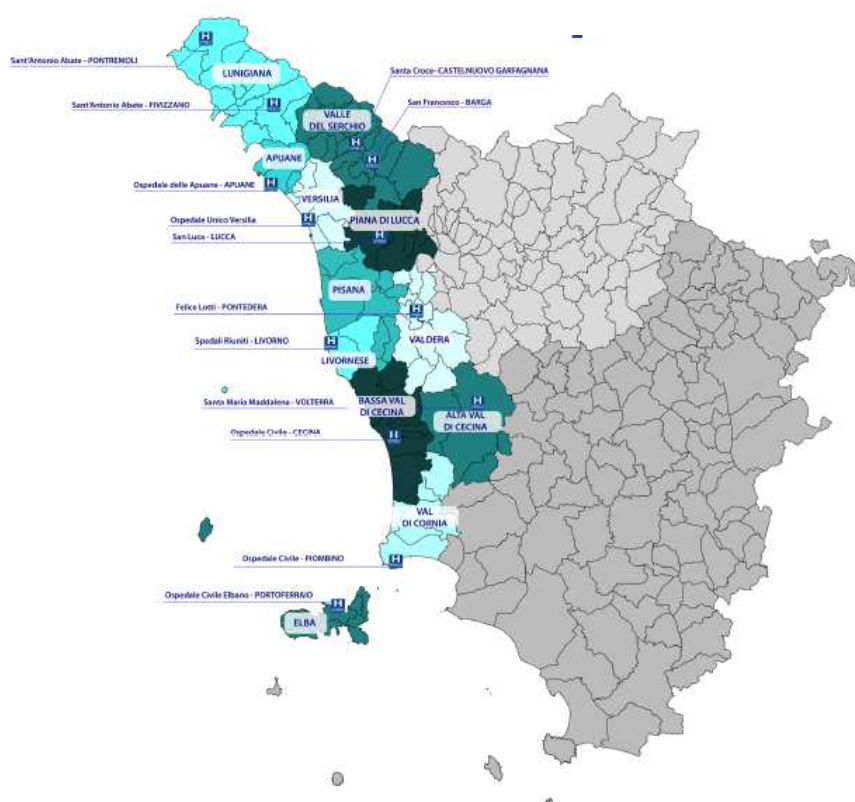 Sant'Antonio Abate - PONTREMOLI
LUNIGIANA
Santa Croce- CASTELNUOVO GARFAGNANA
Sant'Antonio Abate - FIVIZZANO
San Francesco - BARGA
VALLE
DEL SERCHIO
APUANE
Ospedale delle Apuane - APUANE
VERSILIA
Ospedale Unico Versilia
PIANA DI LUCCA
San Luca - LUCCA
PISANA
Felice Lotti - PONTEDERA
Spedali Riuniti - LIVORNO
VALDERA
LIVORNESE
Santa Maria Maddalena - VOLTERRA
BASSA VAL
DI CECINA
ALTA VAL
DI CECINA
Ospedale Civile - CECINA
VAL
DI CORNIA
Ospedale Civile - PIOMBINO
Ospedale Civile Elbano - PORTOFERRAIO
ELBA
H
H
H
H
H
H
H
H
H
H
H
H
H